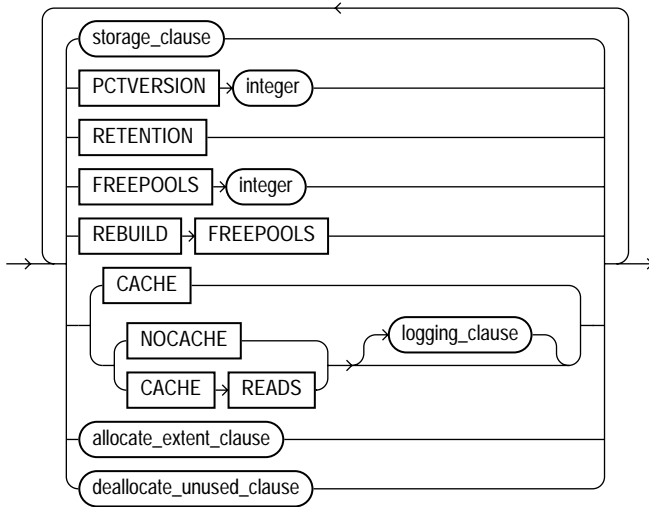 storage_clause
PCTVERSION integer
RETENTION
FREEPOOLS integer
REBUILD FREEPOOLS
CACHE
NOCACHE logging_clause
CACHE READS
allocate_extent_clause
deallocate_unused_clause